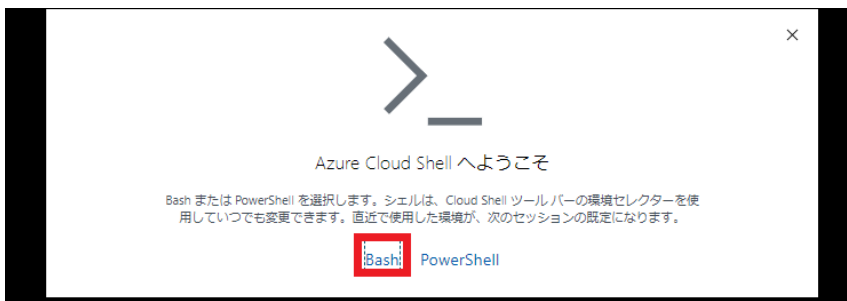 Azure Cloud Shell へようこそ
Bash または PowerShell を選択します。シェルは、Cloud Shell ツール バーの環境セレクターを使
用していつでも変更できます。直近で使用した環境が、次のセッションの既定になります。
Bash PowerShell